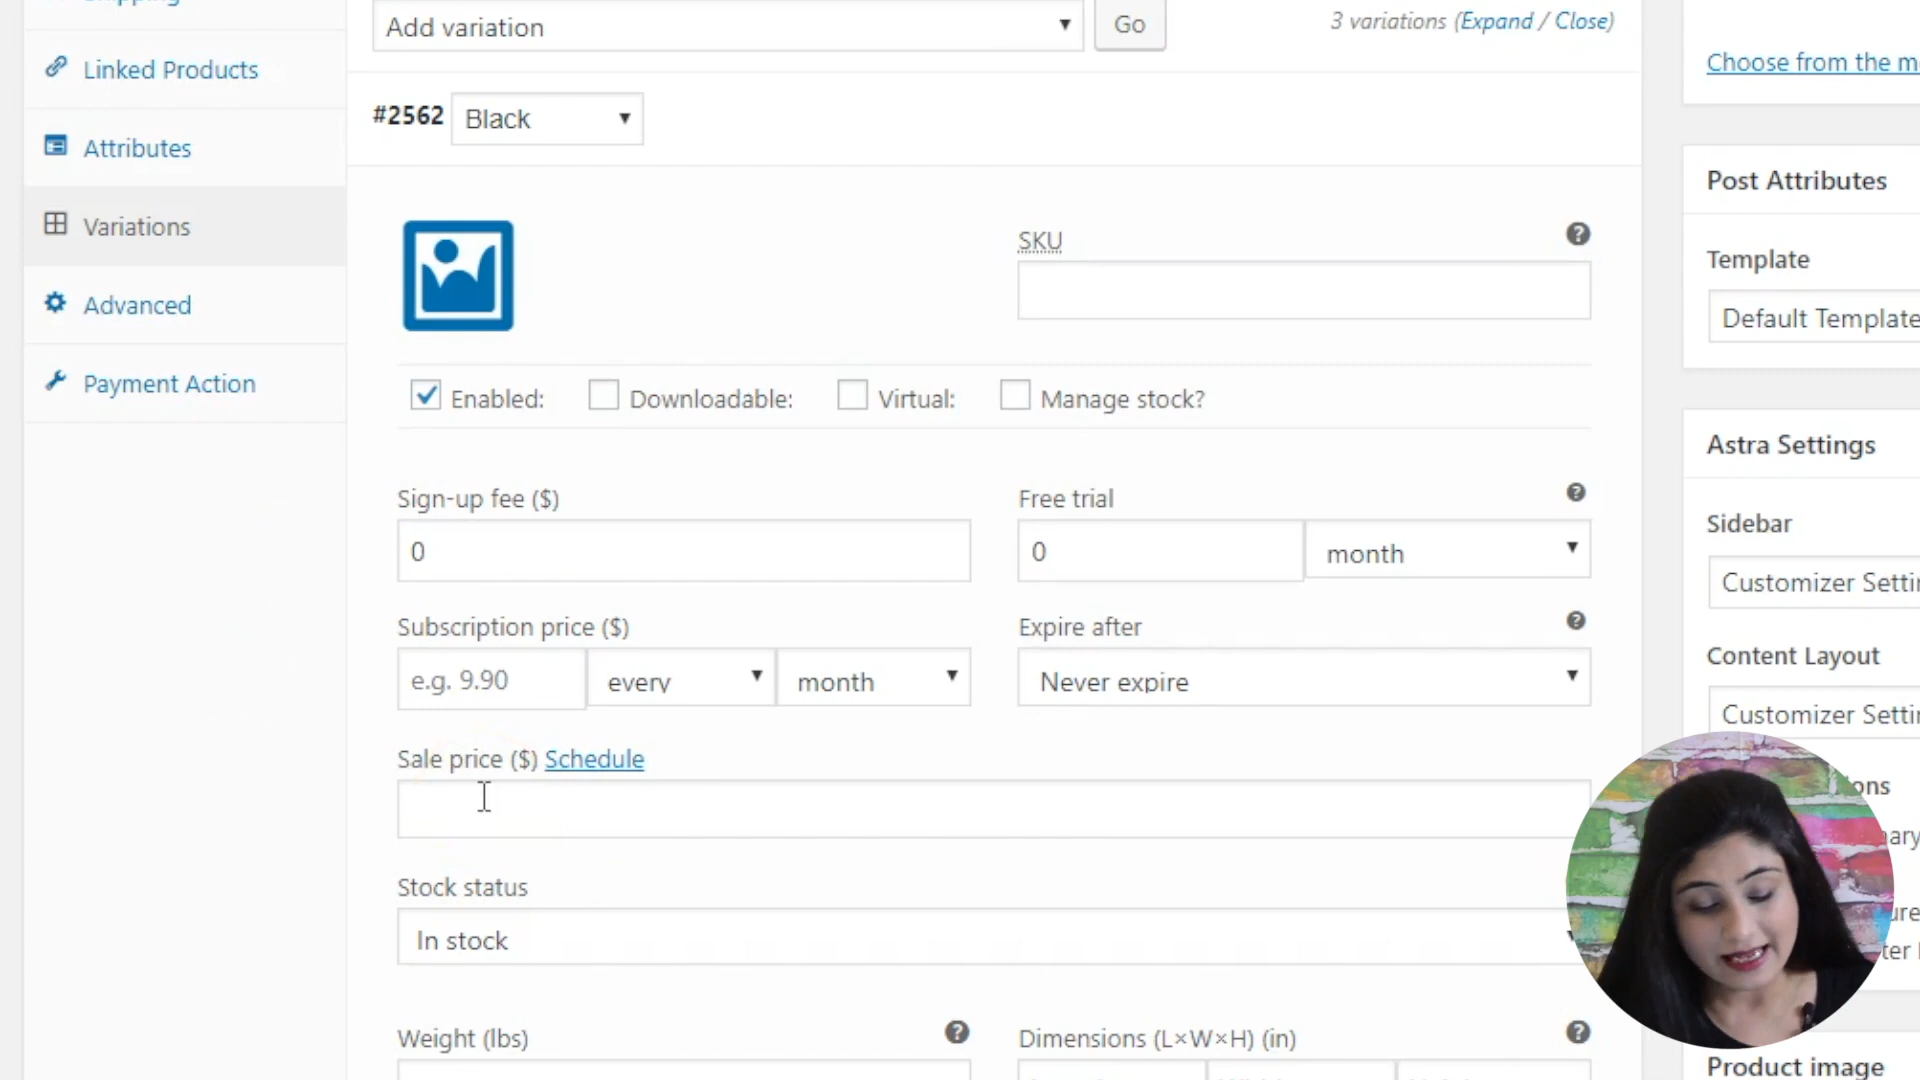 Shipping
Add variation
Go
3 variations (Expand / Close)
Linked Products
#2562
Black
Attributes
Variations
SKU
Advanced
Payment Action
Enabled:
Downloadable:
Virtual:
Manage stock?
Sign-up fee ($)
0
Free trial
0
month
Subscription price ($)
e.g. 9.90
every
month
Expire after
Never expire
Sale price ($) Schedule
Stock status
In stock
Weight (lbs)
Dimensions (L×W×H) (in)
Choose from the m
Post Attributes
Template
Default Template
Astra Settings
Sidebar
Customizer Settin
Content Layout
Customizer Settin
ons
ary
ure
ter
Product image